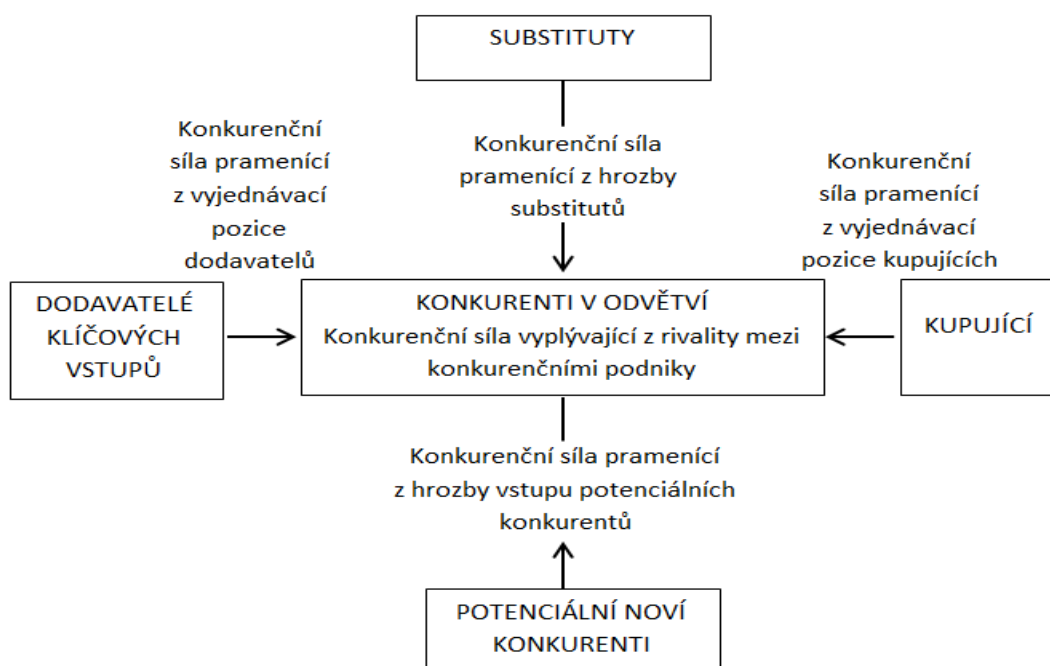 SUBSTITUTY
Konkurenční
síla pramenící
z vyjednávací
pozice
dodavatelů
Konkurenční síla
pramenící z hrozby
substitutů
Konkurenční
síla pramenící
z vyjednávací
pozice kupujících
DODAVATELÉ
KLÍČOVÝCH
VSTUPŮ
KONKURENTI V ODVĚTVÍ
Konkurenční síla vyplývající z rivality mezi
konkurenčními podniky
KUPUJÍCÍ
Konkurenční síla pramenící
z hrozby vstupu potenciálních
konkurentů
POTENCIÁLNÍ NOVÍ
KONKURENTI